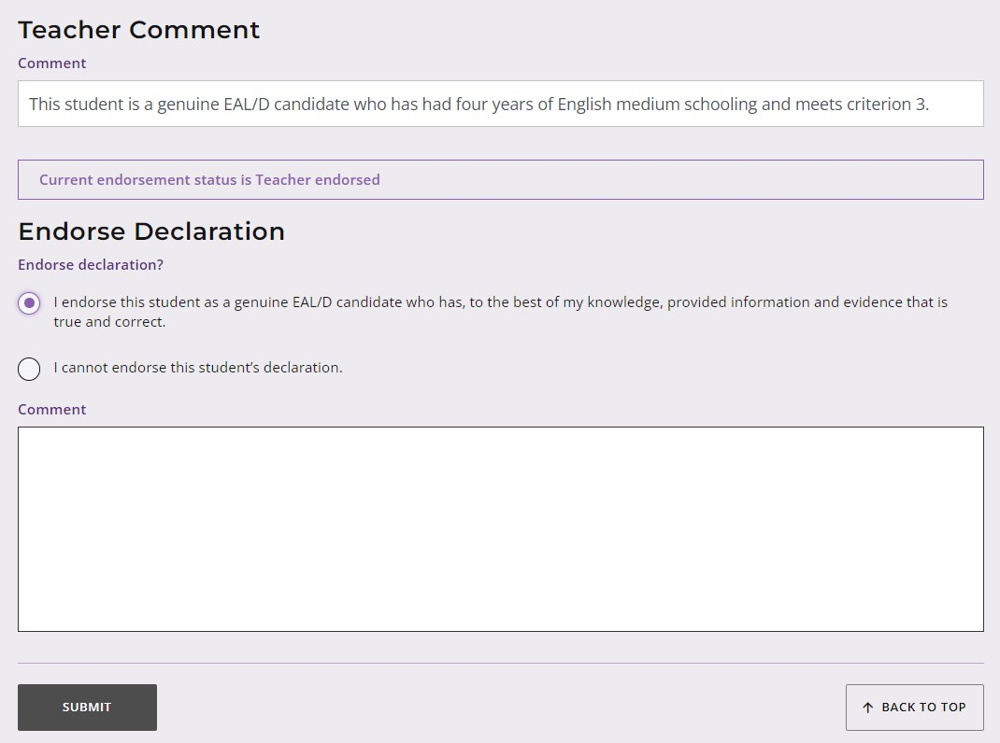 Teacher Comment
Comment
This student is a genuine EAL/D candidate who has had four years of English medium schooling and meets criterion 3.
Current endorsement status is Teacher endorsed
Endorse Declaration
Endorse declaration?
I endorse this student as a genuine EAL/D candidate who has, to the best of my knowledge, provided information and evidence that is
true and correct.
I cannot endorse this student’s declaration.
Comment
SUBMIT
BACK TO TOP